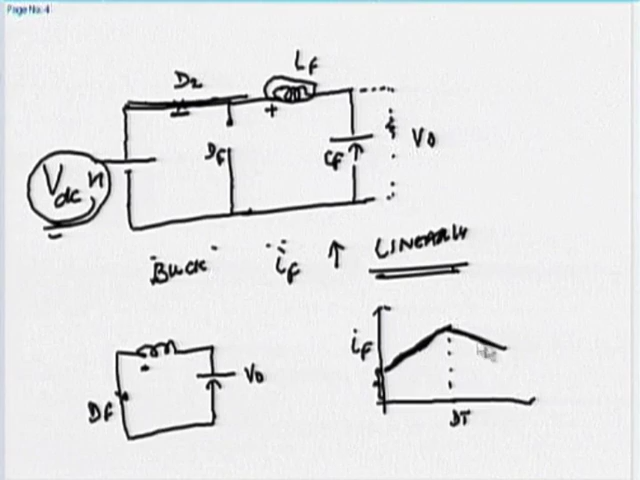 Page No: 4
D2
LF
+
DF
CF
VO
Vdc n
BUCK
iF ↑ LINEARLY
iF
DF
VO
DT